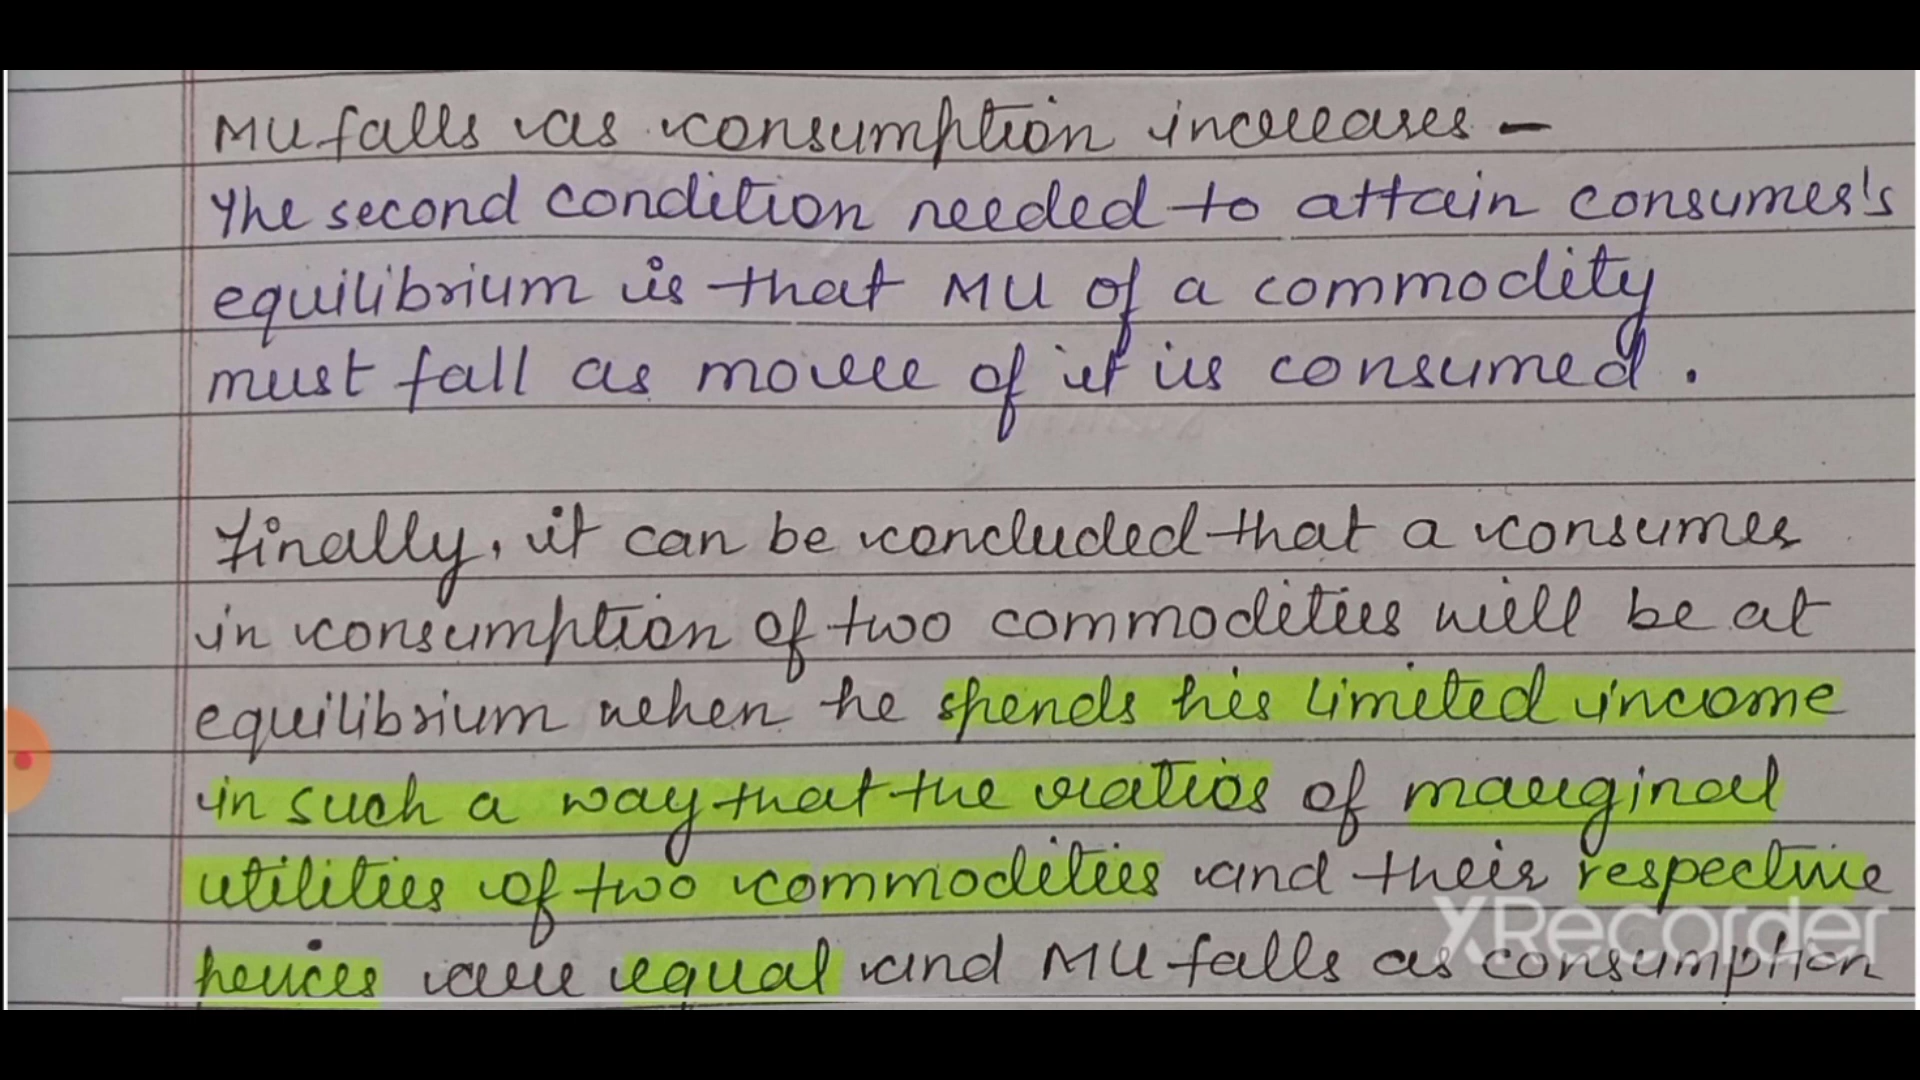 MU falls as consumption increases -
The second condition needed to attain consumer's
equilibrium is that MU of a commodity
must fall as more of it is consumed.
Finally, it can be concluded that a consumer
in consumption of two commodities will be at
equilibrium when he spends his limited income
in such a way that the ratios of marginal
utilities of two commodities and their respective
prices are equal and MU falls as consumption
XRecorder